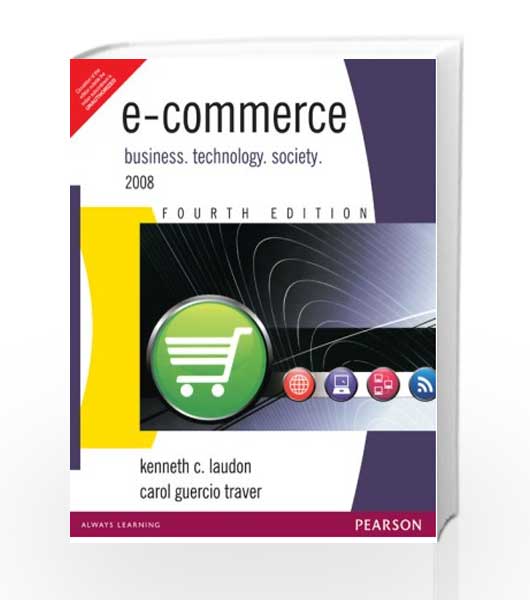 e-commerce
business. technology. society.
2008
FOURTH EDITION
kenneth c. laudon
carol guercio traver
ALWAYS LEARNING
PEARSON